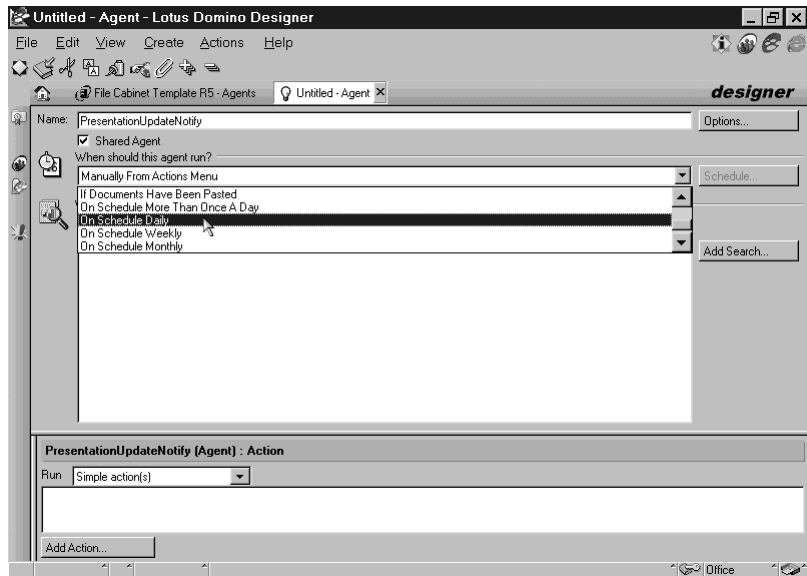 Untitled - Agent - Lotus Domino Designer
File Edit View Create Actions Help
File Cabinet Template R5 - Agents Untitled - Agent designer
Name: PresentationUpdateNotify Options...
Shared Agent
When should this agent run?
Manually From Actions Menu Schedule...
If Documents Have Been Pasted
On Schedule More Than Once A Day
On Schedule Daily
On Schedule Weekly
On Schedule Monthly
Add Search...
PresentationUpdateNotify (Agent) : Action
Run Simple action(s)
Add Action...
Office